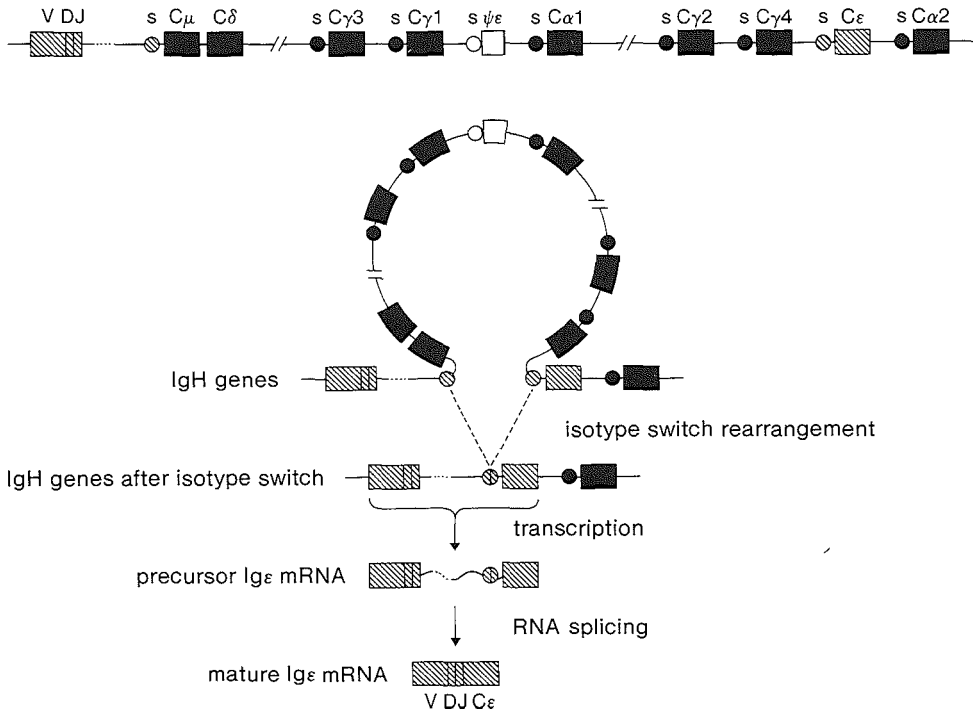 V DJ s Cμ Cδ s Cγ3 s Cγ1 s ψε s Cα1 s Cγ2 s Cγ4 s Cε s Cα2
IgH genes
isotype switch rearrangement
IgH genes after isotype switch
transcription
precursor Igε mRNA
RNA splicing
mature Igε mRNA
V DJ Cε